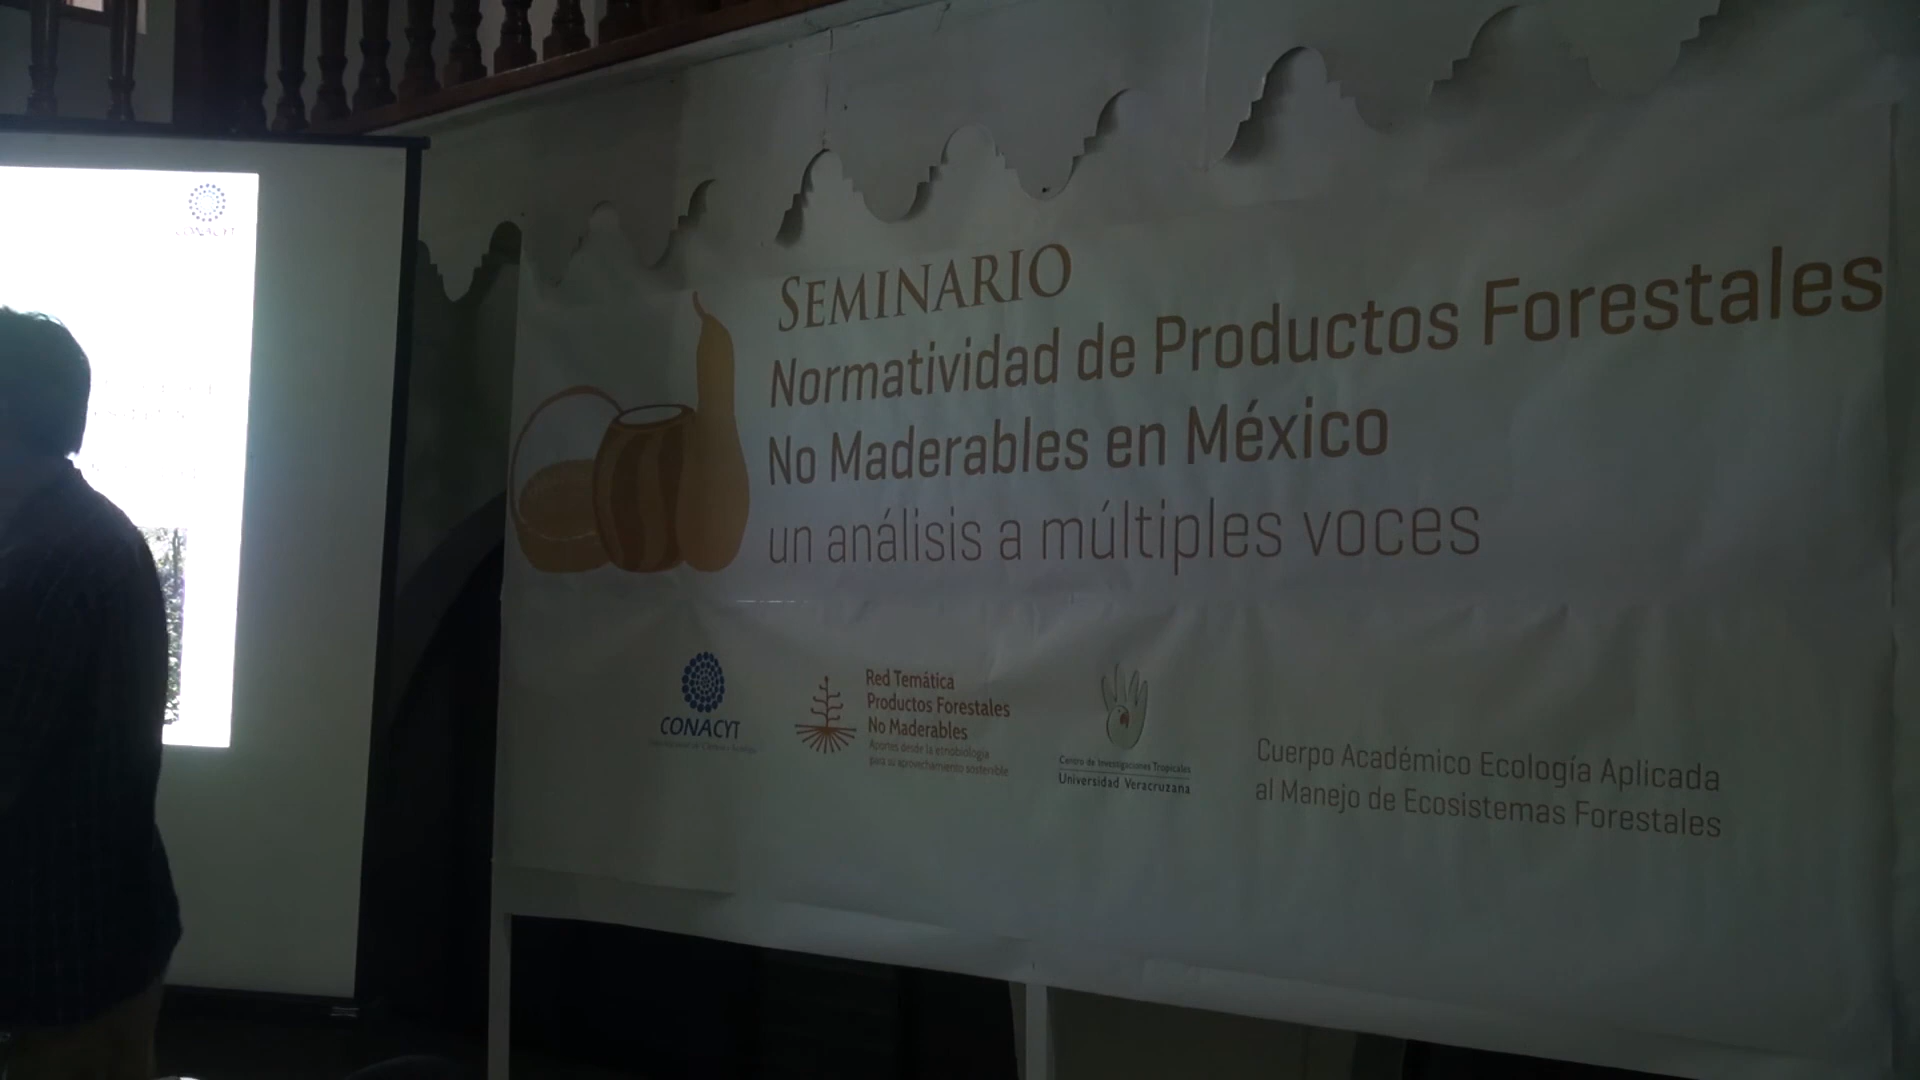 CONACYT
SEMINARIO
Normatividad de Productos Forestales
No Maderables en México
un análisis a múltiples voces
CONACYT
Red Temática
Productos Forestales
No Maderables
Aportes desde la etnobiología
para su aprovechamiento sostenible
Centro de Investigaciones Tropicales
Universidad Veracruzana
Cuerpo Académico Ecología Aplicada
al Manejo de Ecosistemas Forestales